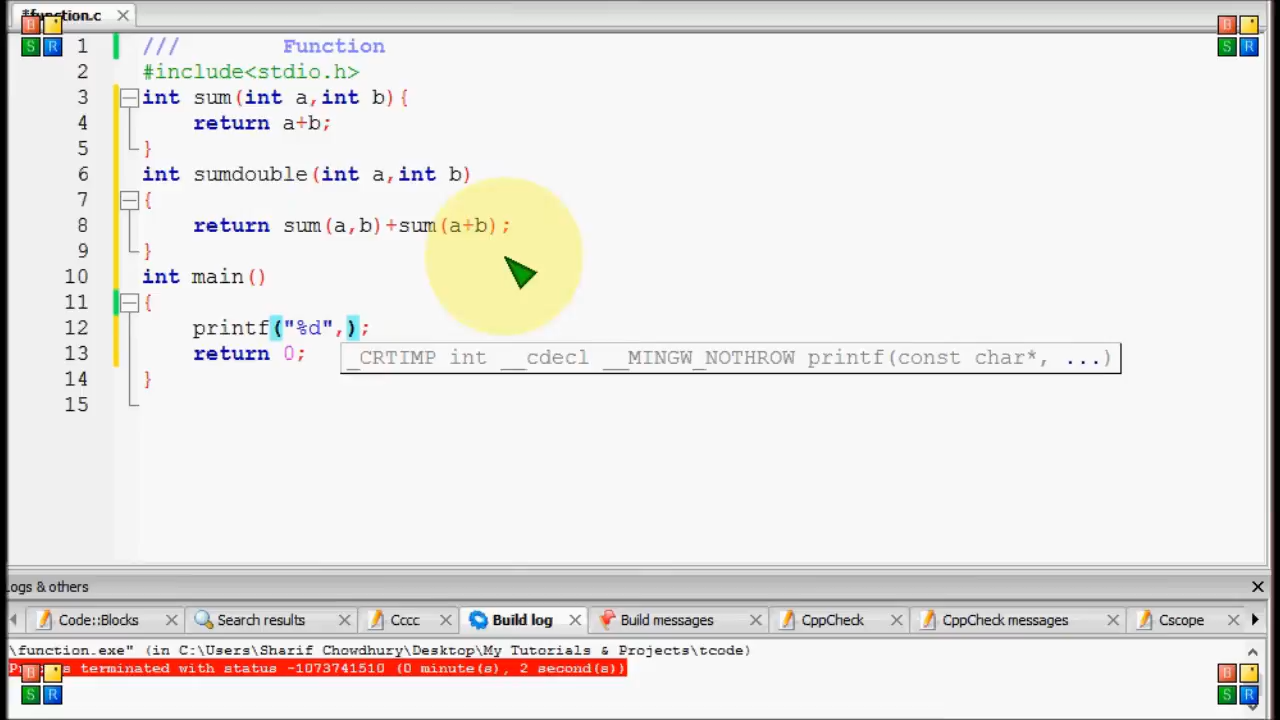 *function.c
B
S R
B
S R
1 /// Function
2 #include<stdio.h>
3 int sum(int a,int b){
4 return a+b;
5 }
6 int sumdouble(int a,int b)
7 {
8 return sum(a,b)+sum(a+b);
9 }
10 int main()
11 {
12 printf("%d",);
13 return 0;
_CRTIMP int __cdecl __MINGW_NOTHROW printf(const char*, ...)
14 }
15
Logs & others
Code::Blocks Search results Cccc Build log Build messages CppCheck CppCheck messages Cscope
\function.exe" (in C:\Users\Sharif Chowdhury\Desktop\My Tutorials & Projects\tcode)
terminated with status -1073741510 (0 minute(s), 2 second(s))
B
S R
B
S R